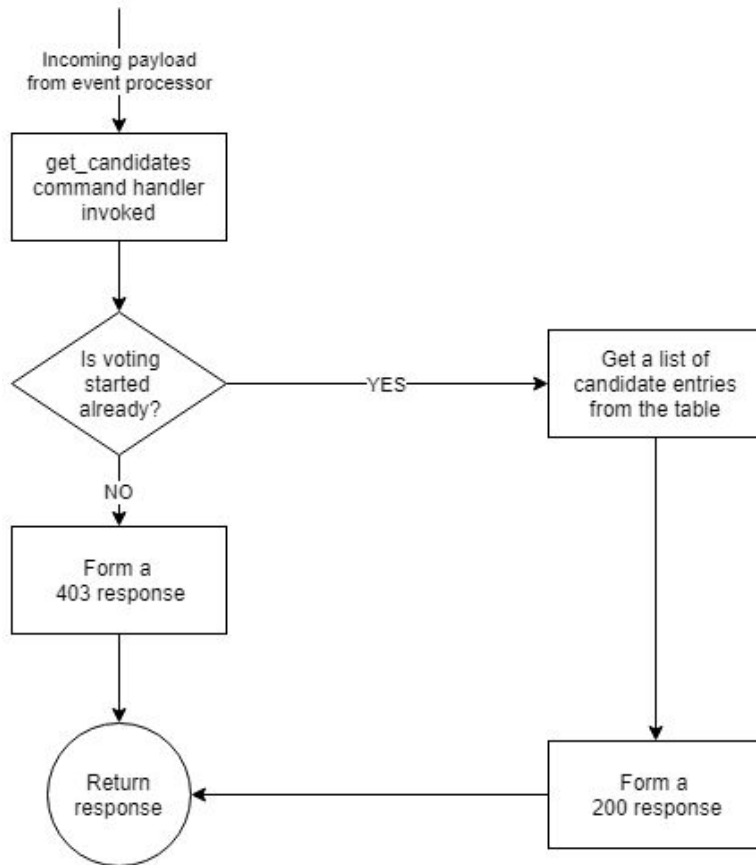 Incoming payload
from event processor
get_candidates
command handler
invoked
Is voting
started
already?
YES
Get a list of
candidate entries
from the table
NO
Form a
403 response
Return
response
Form a
200 response